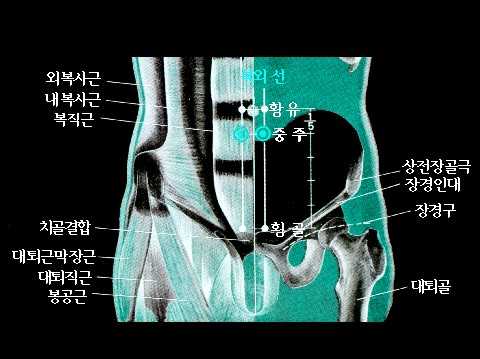 복외선
외복사근
내복사근
복직근
황유
1
5
중주
상전장골극
장경인대
장경구
치골결합
황골
대퇴근막장근
대퇴직근
봉공근
대퇴골